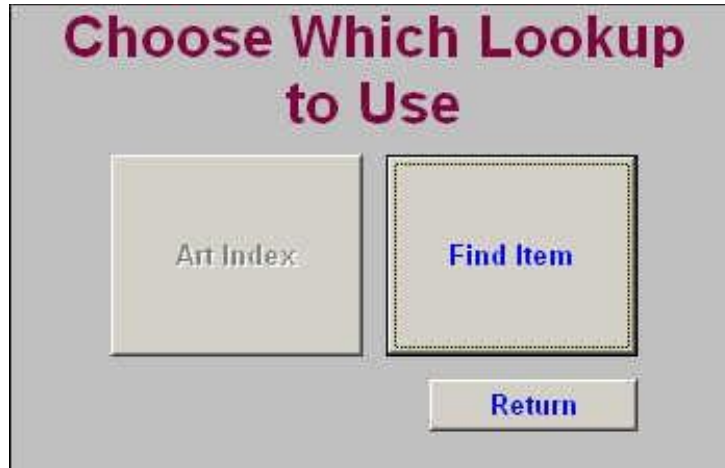 Choose Which Lookup
to Use
Art Index
Find Item
Return